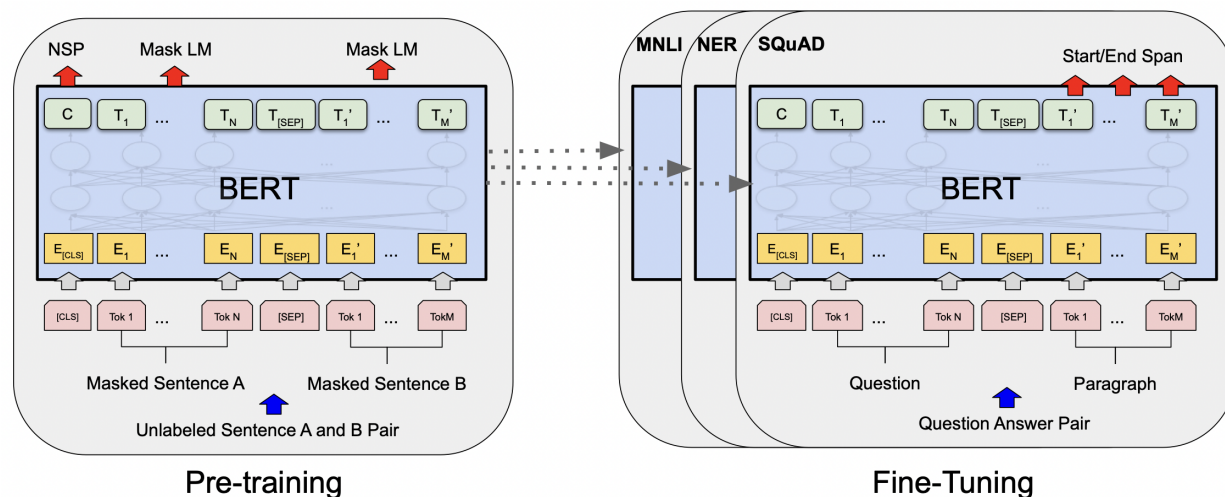 NSP Mask LM Mask LM
C T1 ... TN T[SEP] T1' ... TM'
...
...
BERT
E[CLS] E1 ... EN E[SEP] E1' ... EM'
[CLS] Tok 1 ... Tok N [SEP] Tok 1 ... TokM
Masked Sentence A Masked Sentence B
Unlabeled Sentence A and B Pair
Pre-training
MNLI NER SQuAD
Start/End Span
C T1 ... TN T[SEP] T1' ... TM'
...
...
BERT
E[CLS] E1 ... EN E[SEP] E1' ... EM'
[CLS] Tok 1 ... Tok N [SEP] Tok 1 ... TokM
Question Paragraph
Question Answer Pair
Fine-Tuning